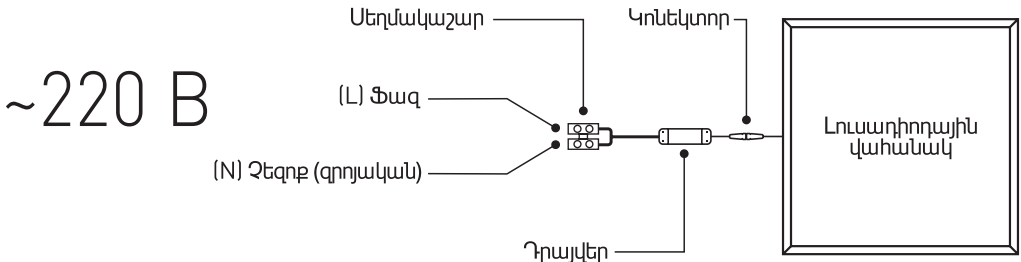 Սեղմակաշար
Կոնեկտոր
~220 В
(L) Ֆազ
(N) Չեզոք (զրոյական)
Լուսադիոդային
վահանակ
Դրայվեր